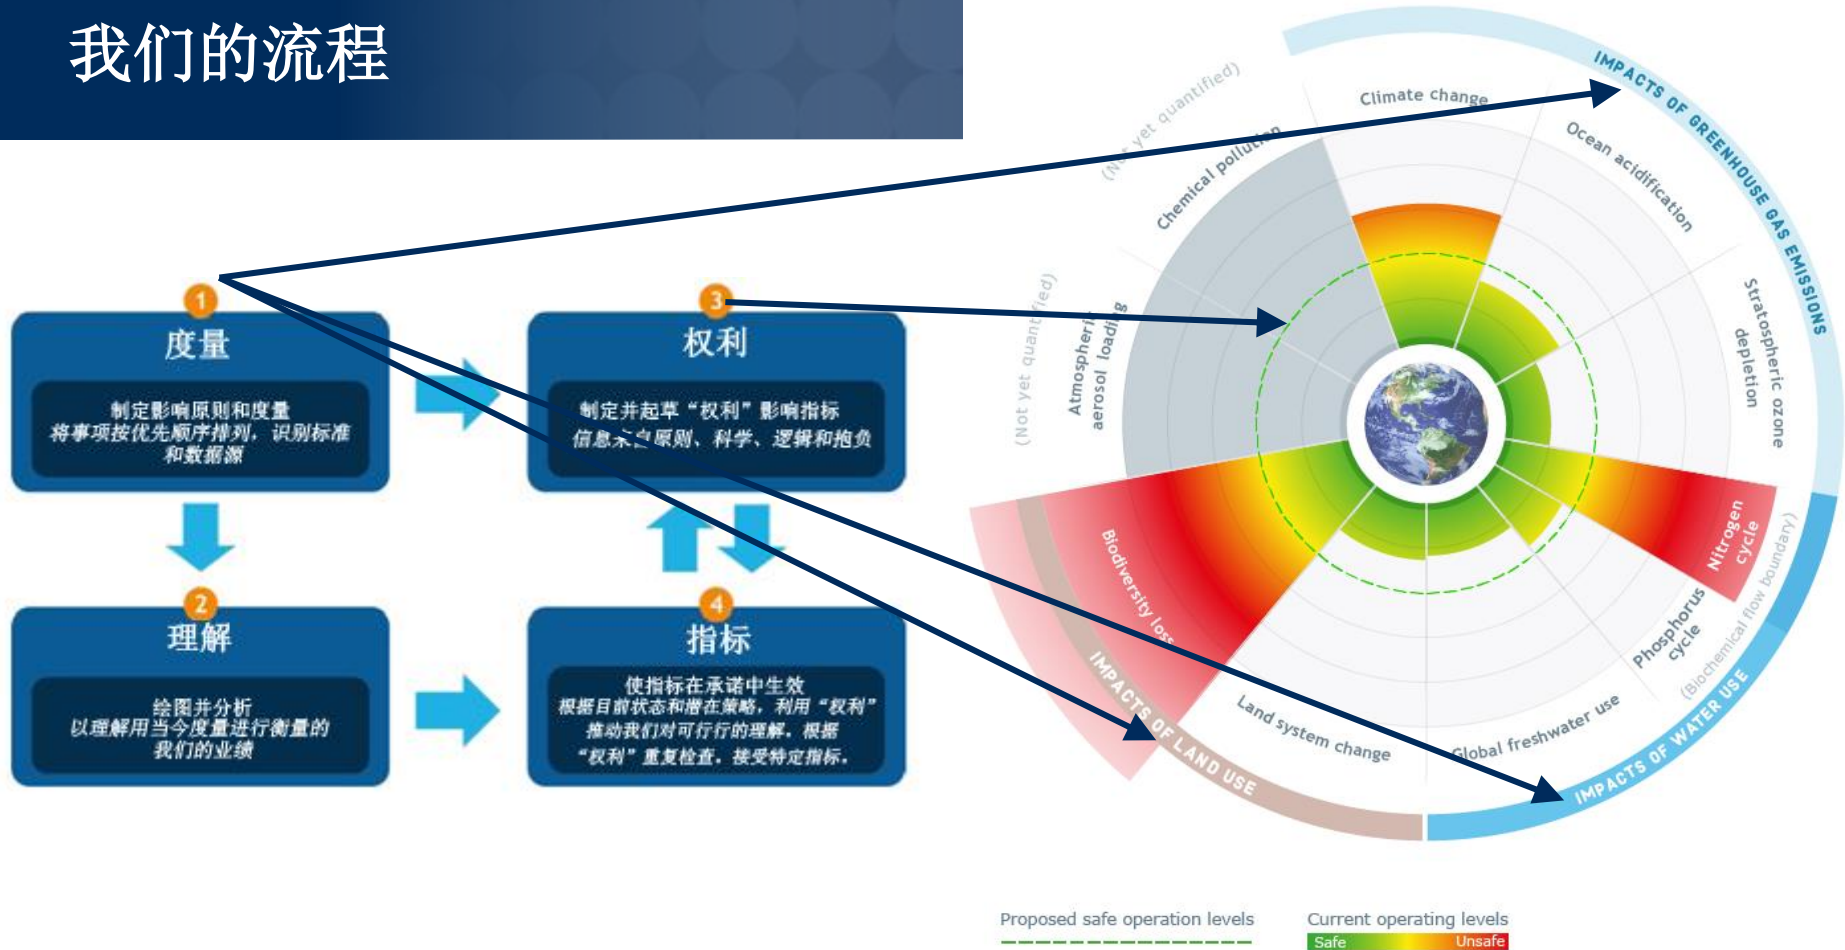 我们的流程
1
度量
制定影响原则和度量
将事项按优先顺序排列，识别标准
和数据源
2
理解
绘图并分析
以理解用当今度量进行衡量的
我们的业绩
3
权利
制定并起草“权利”影响指标
信息来自原则、科学、逻辑和抱负
4
指标
使指标在承诺中生效
根据目前状态和潜在策略，利用“权利”
推动我们对可行行的理解，根据
“权利”重复检查，接受特定指标。
IMPACTS OF GREENHOUSE GAS EMISSIONS
Climate change
Ocean acidification
Stratospheric ozone
depletion
Nitrogen
cycle
Phosphorus
cycle
(Biochemical flow boundary)
IMPACTS OF WATER USE
Global freshwater use
Land system change
IMPACTS OF LAND USE
Biodiversity loss
Atmospheric
aerosol loading
(Not yet quantified)
Chemical pollution
(Not yet quantified)
Proposed safe operation levels
Current operating levels
Safe
Unsafe